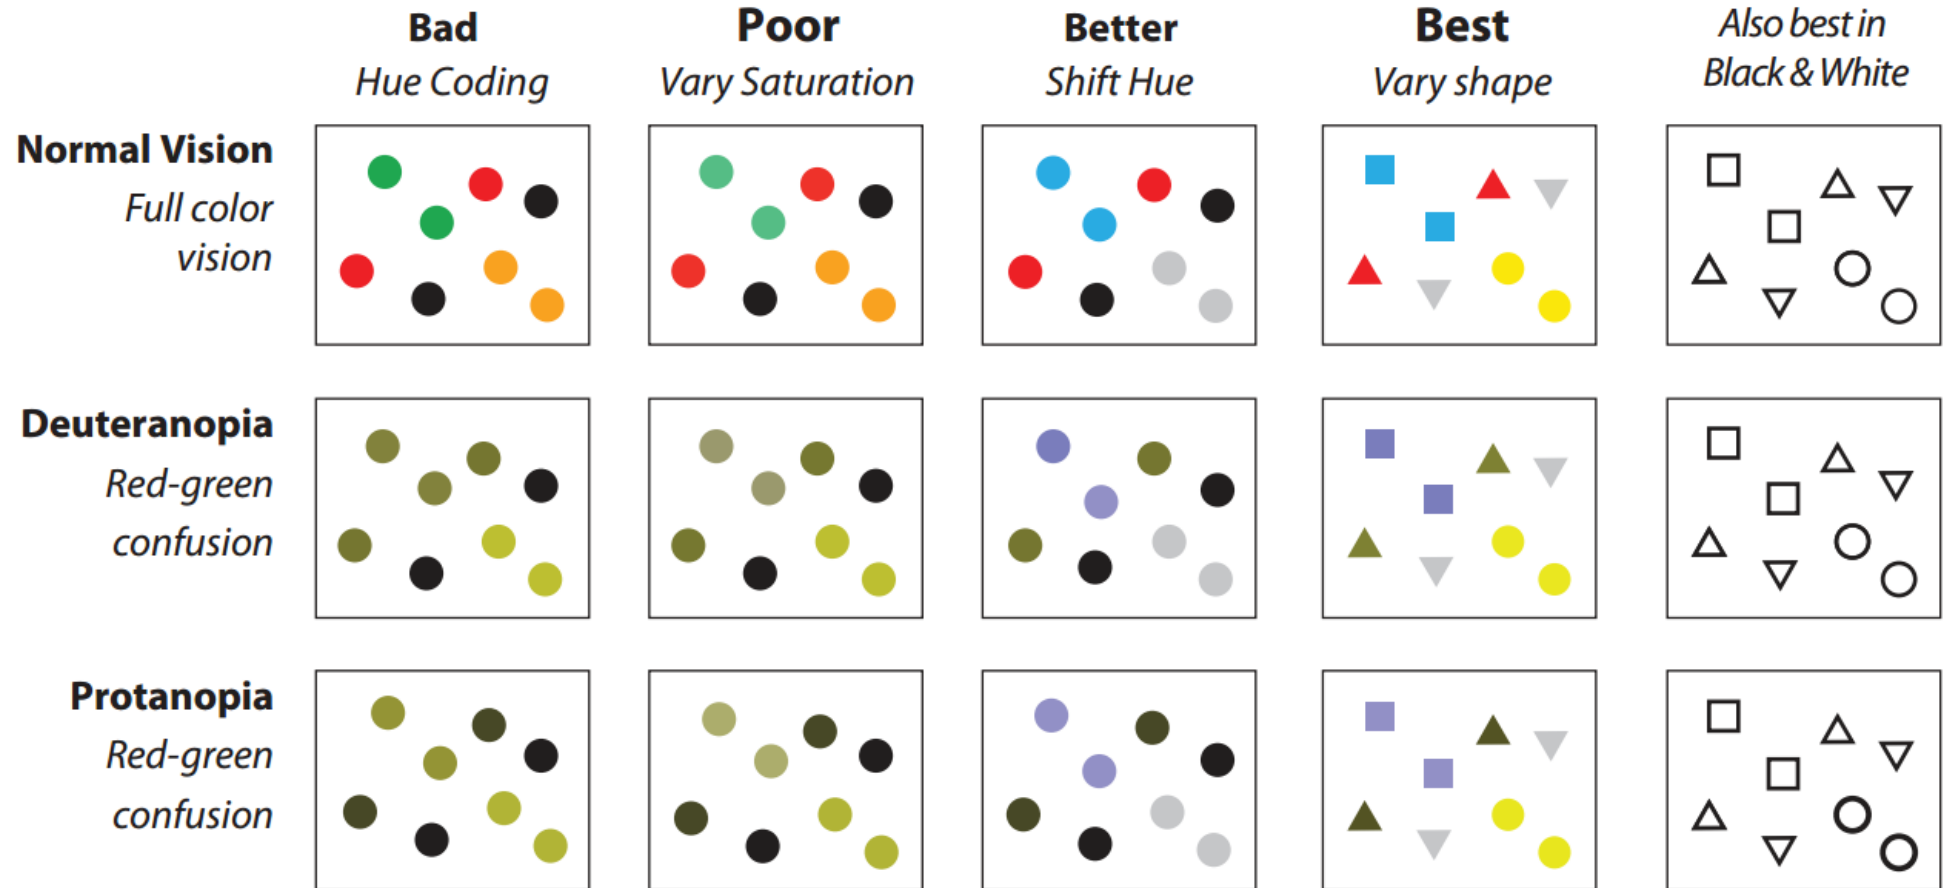 Bad
Hue Coding
Poor
Vary Saturation
Better
Shift Hue
Best
Vary shape
Also best in
Black & White
Normal Vision
Full color
vision
Deuteranopia
Red-green
confusion
Protanopia
Red-green
confusion